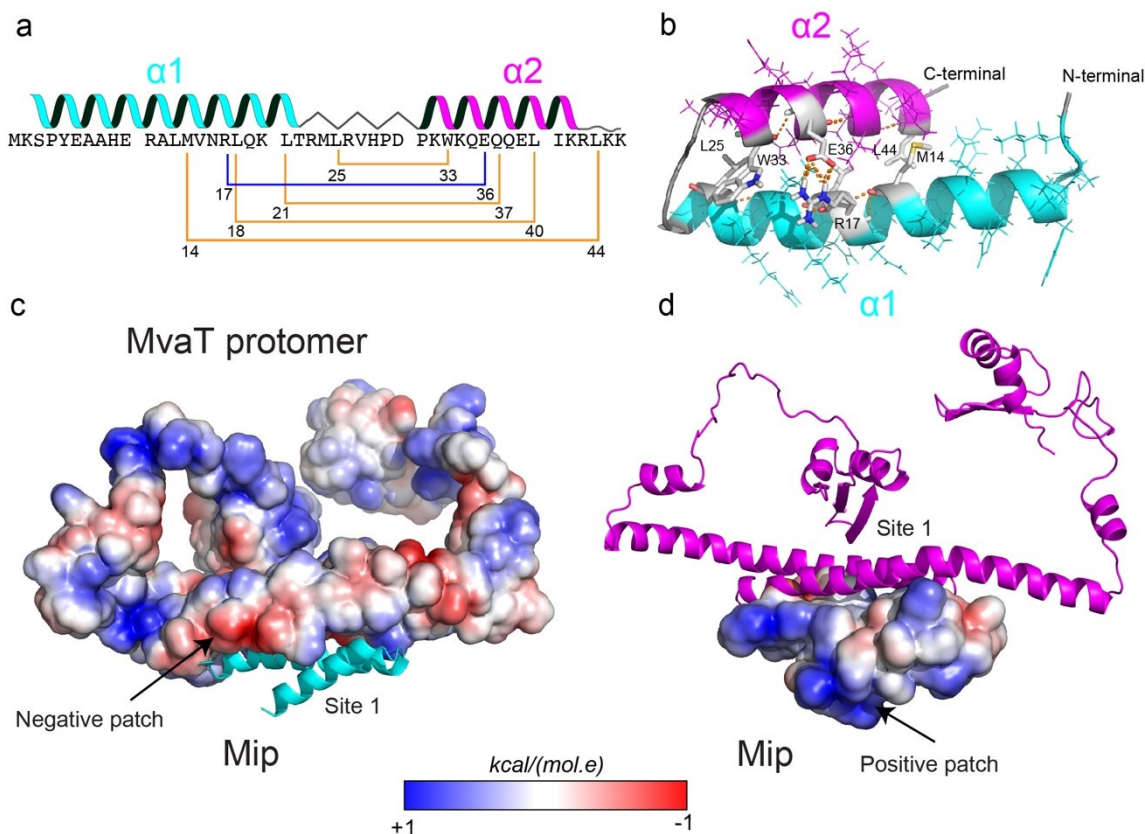 a
α1
α2
MKSPYEAAHE RALMVNRLQK LTRMLRVHPD PKWKQEQQEL IKRLKK
25 33
17 36
21 37
18 40
14 44
b
α2
C-terminal
N-terminal
L25
W33
E36
L44
M14
R17
α1
c
MvaT protomer
Negative patch
Site 1
Mip
d
Site 1
Mip
Positive patch
kcal/(mol.e)
+1 -1